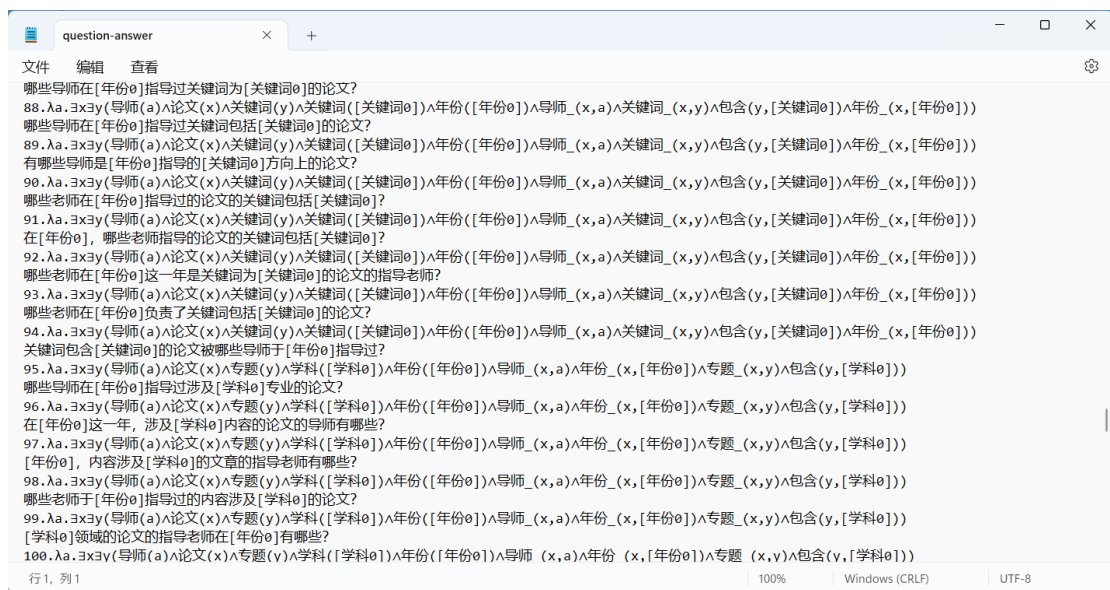 question-answer
文件 编辑 查看
哪些导师在[年份0]指导过关键词为[关键词0]的论文?
88.λa.∃x∃y(导师(a)∧论文(x)∧关键词(y)∧关键词([关键词0])∧年份([年份0])∧导师_(x,a)∧关键词_(x,y)∧包含(y,[关键词0])∧年份_(x,[年份0]))
哪些导师在[年份0]指导过关键词包括[关键词0]的论文?
89.λa.∃x∃y(导师(a)∧论文(x)∧关键词(y)∧关键词([关键词0])∧年份([年份0])∧导师_(x,a)∧关键词_(x,y)∧包含(y,[关键词0])∧年份_(x,[年份0]))
有哪些导师是[年份0]指导的[关键词0]方向上的论文?
90.λa.∃x∃y(导师(a)∧论文(x)∧关键词(y)∧关键词([关键词0])∧年份([年份0])∧导师_(x,a)∧关键词_(x,y)∧包含(y,[关键词0])∧年份_(x,[年份0]))
哪些老师在[年份0]指导过的论文的关键词包括[关键词0]?
91.λa.∃x∃y(导师(a)∧论文(x)∧关键词(y)∧关键词([关键词0])∧年份([年份0])∧导师_(x,a)∧关键词_(x,y)∧包含(y,[关键词0])∧年份_(x,[年份0]))
在[年份0], 哪些老师指导的论文的关键词包括[关键词0]?
92.λa.∃x∃y(导师(a)∧论文(x)∧关键词(y)∧关键词([关键词0])∧年份([年份0])∧导师_(x,a)∧关键词_(x,y)∧包含(y,[关键词0])∧年份_(x,[年份0]))
哪些老师在[年份0]这一年是关键词为[关键词0]的论文的指导老师?
93.λa.∃x∃y(导师(a)∧论文(x)∧关键词(y)∧关键词([关键词0])∧年份([年份0])∧导师_(x,a)∧关键词_(x,y)∧包含(y,[关键词0])∧年份_(x,[年份0]))
哪些老师在[年份0]负责了关键词包括[关键词0]的论文?
94.λa.∃x∃y(导师(a)∧论文(x)∧关键词(y)∧关键词([关键词0])∧年份([年份0])∧导师_(x,a)∧关键词_(x,y)∧包含(y,[关键词0])∧年份_(x,[年份0]))
关键词包含[关键词0]的论文被哪些导师于[年份0]指导过?
95.λa.∃x∃y(导师(a)∧论文(x)∧专题(y)∧学科([学科0])∧年份([年份0])∧导师_(x,a)∧年份_(x,[年份0])∧专题_(x,y)∧包含(y,[学科0]))
哪些导师在[年份0]指导过涉及[学科0]专业的论文?
96.λa.∃x∃y(导师(a)∧论文(x)∧专题(y)∧学科([学科0])∧年份([年份0])∧导师_(x,a)∧年份_(x,[年份0])∧专题_(x,y)∧包含(y,[学科0]))
在[年份0]这一年, 涉及[学科0]内容的论文的导师有哪些?
97.λa.∃x∃y(导师(a)∧论文(x)∧专题(y)∧学科([学科0])∧年份([年份0])∧导师_(x,a)∧年份_(x,[年份0])∧专题_(x,y)∧包含(y,[学科0]))
[年份0], 内容涉及[学科0]的文章的指导老师有哪些?
98.λa.∃x∃y(导师(a)∧论文(x)∧专题(y)∧学科([学科0])∧年份([年份0])∧导师_(x,a)∧年份_(x,[年份0])∧专题_(x,y)∧包含(y,[学科0]))
哪些老师于[年份0]指导过的内容涉及[学科0]的论文?
99.λa.∃x∃y(导师(a)∧论文(x)∧专题(y)∧学科([学科0])∧年份([年份0])∧导师_(x,a)∧年份_(x,[年份0])∧专题_(x,y)∧包含(y,[学科0]))
[学科0]领域的论文的指导老师在[年份0]有哪些?
100.λa.∃x∃y(导师(a)∧论文(x)∧专题(y)∧学科([学科0])∧年份([年份0])∧导师_(x,a)∧年份_(x,[年份0])∧专题_(x,y)∧包含(y,[学科0]))
行 1, 列 1 100% Windows (CRLF) UTF-8